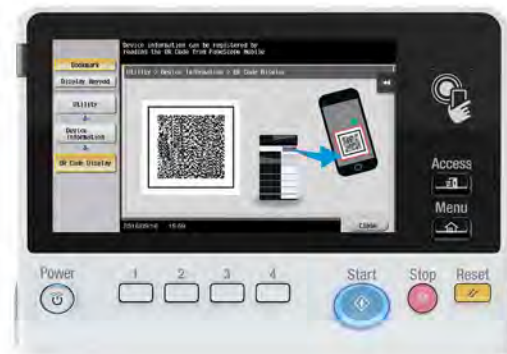 Device information can be registered by
reading the QR Code from PageScope Mobile
Bookmark
Display Keypad
Utility
Device
Information
QR Code Display
Utility > Device Information > QR Code Display
Close
Access
Menu
Power
1
2
3
4
Start
Stop
Reset